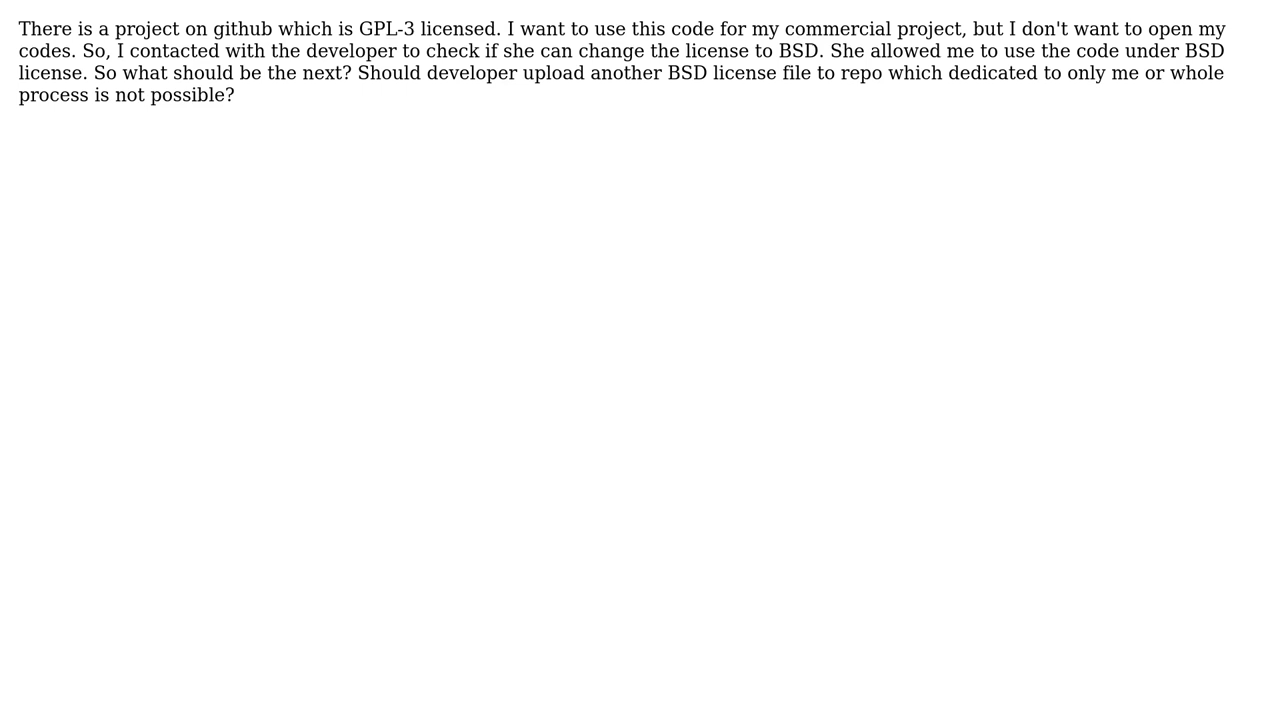 There is a project on github which is GPL-3 licensed. I want to use this code for my commercial project, but I don't want to open my
codes. So, I contacted with the developer to check if she can change the license to BSD. She allowed me to use the code under BSD
license. So what should be the next? Should developer upload another BSD license file to repo which dedicated to only me or whole
process is not possible?